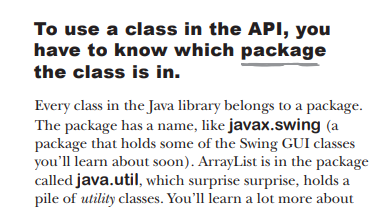 To use a class in the API, you
have to know which package
the class is in.
Every class in the Java library belongs to a package.
The package has a name, like javax.swing (a
package that holds some of the Swing GUI classes
you’ll learn about soon). ArrayList is in the package
called java.util, which surprise surprise, holds a
pile of utility classes. You’ll learn a lot more about